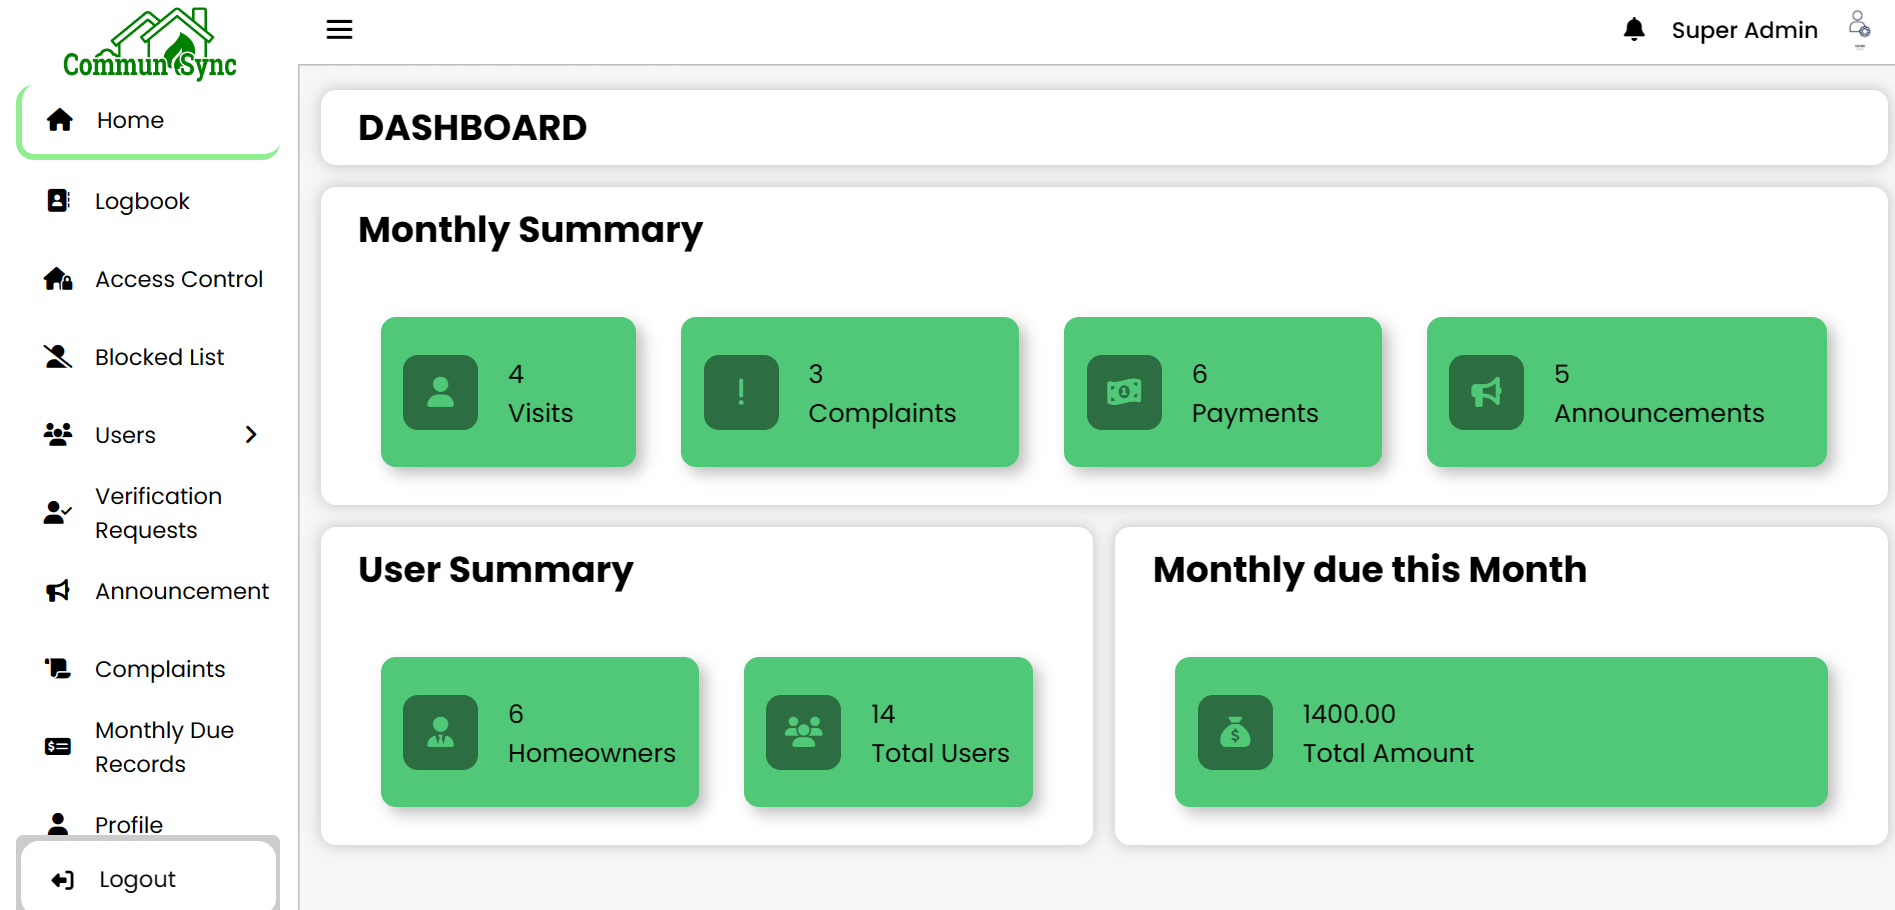 CommuniSync
Super Admin
Home
Logbook
Access Control
Blocked List
Users
Verification
Requests
Announcement
Complaints
Monthly Due
Records
Profile
Logout
DASHBOARD
Monthly Summary
4
Visits
3
Complaints
6
Payments
5
Announcements
User Summary
6
Homeowners
14
Total Users
Monthly due this Month
1400.00
Total Amount